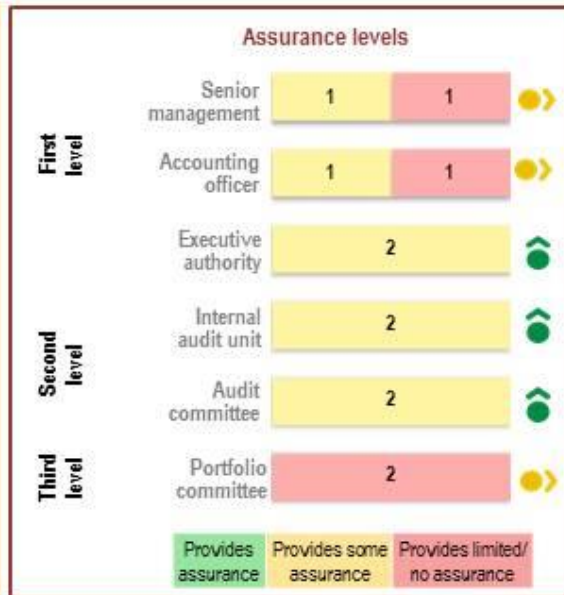 Assurance levels
First
level
Senior
management
1 1
Accounting
officer
1 1
Executive
authority
2
Second
level
Internal
audit unit
2
Audit
committee
2
Third
level
Portfolio
committee
2
Provides
assurance
Provides some
assurance
Provides limited/
no assurance